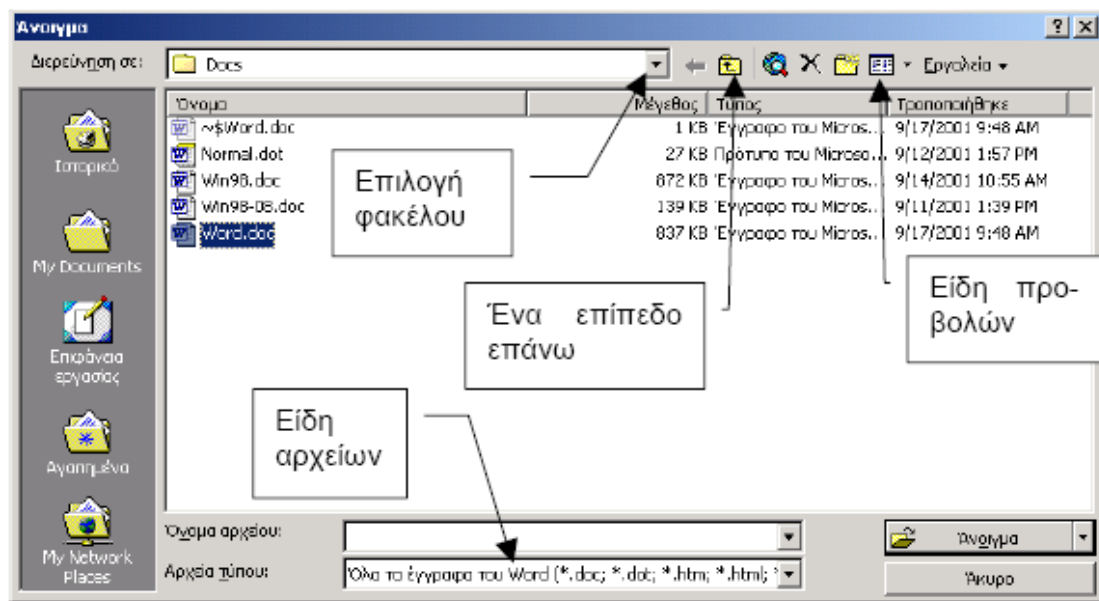 Άνοιγμα
Διερεύνηση σε: Docs Εργαλεία
Όνομα Μέγεθος Τύπος Τροποποιήθηκε
~$Word.doc 1 KB Έγγραφο του Micros... 9/17/2001 9:48 AM
Normal.dot 27 KB Πρότυπο του Microso... 9/12/2001 1:57 PM
Win98.doc 872 KB Έγγραφο του Micros... 9/14/2001 10:55 AM
Win98-08.doc 139 KB Έγγραφο του Micros... 9/11/2001 1:39 PM
Word.doc 837 KB Έγγραφο του Micros... 9/17/2001 9:48 AM
Ιστορικό
My Documents
Επιφάνεια
εργασίας
Αγαπημένα
My Network
Places
Επιλογή
φακέλου
Ένα επίπεδο
επάνω
Είδη προ-
βολών
Είδη
αρχείων
Όνομα αρχείου:
Άνοιγμα
Αρχεία τύπου: Όλα τα έγγραφα του Word (*.doc; *.dot; *.htm; *.html; *
Άκυρο